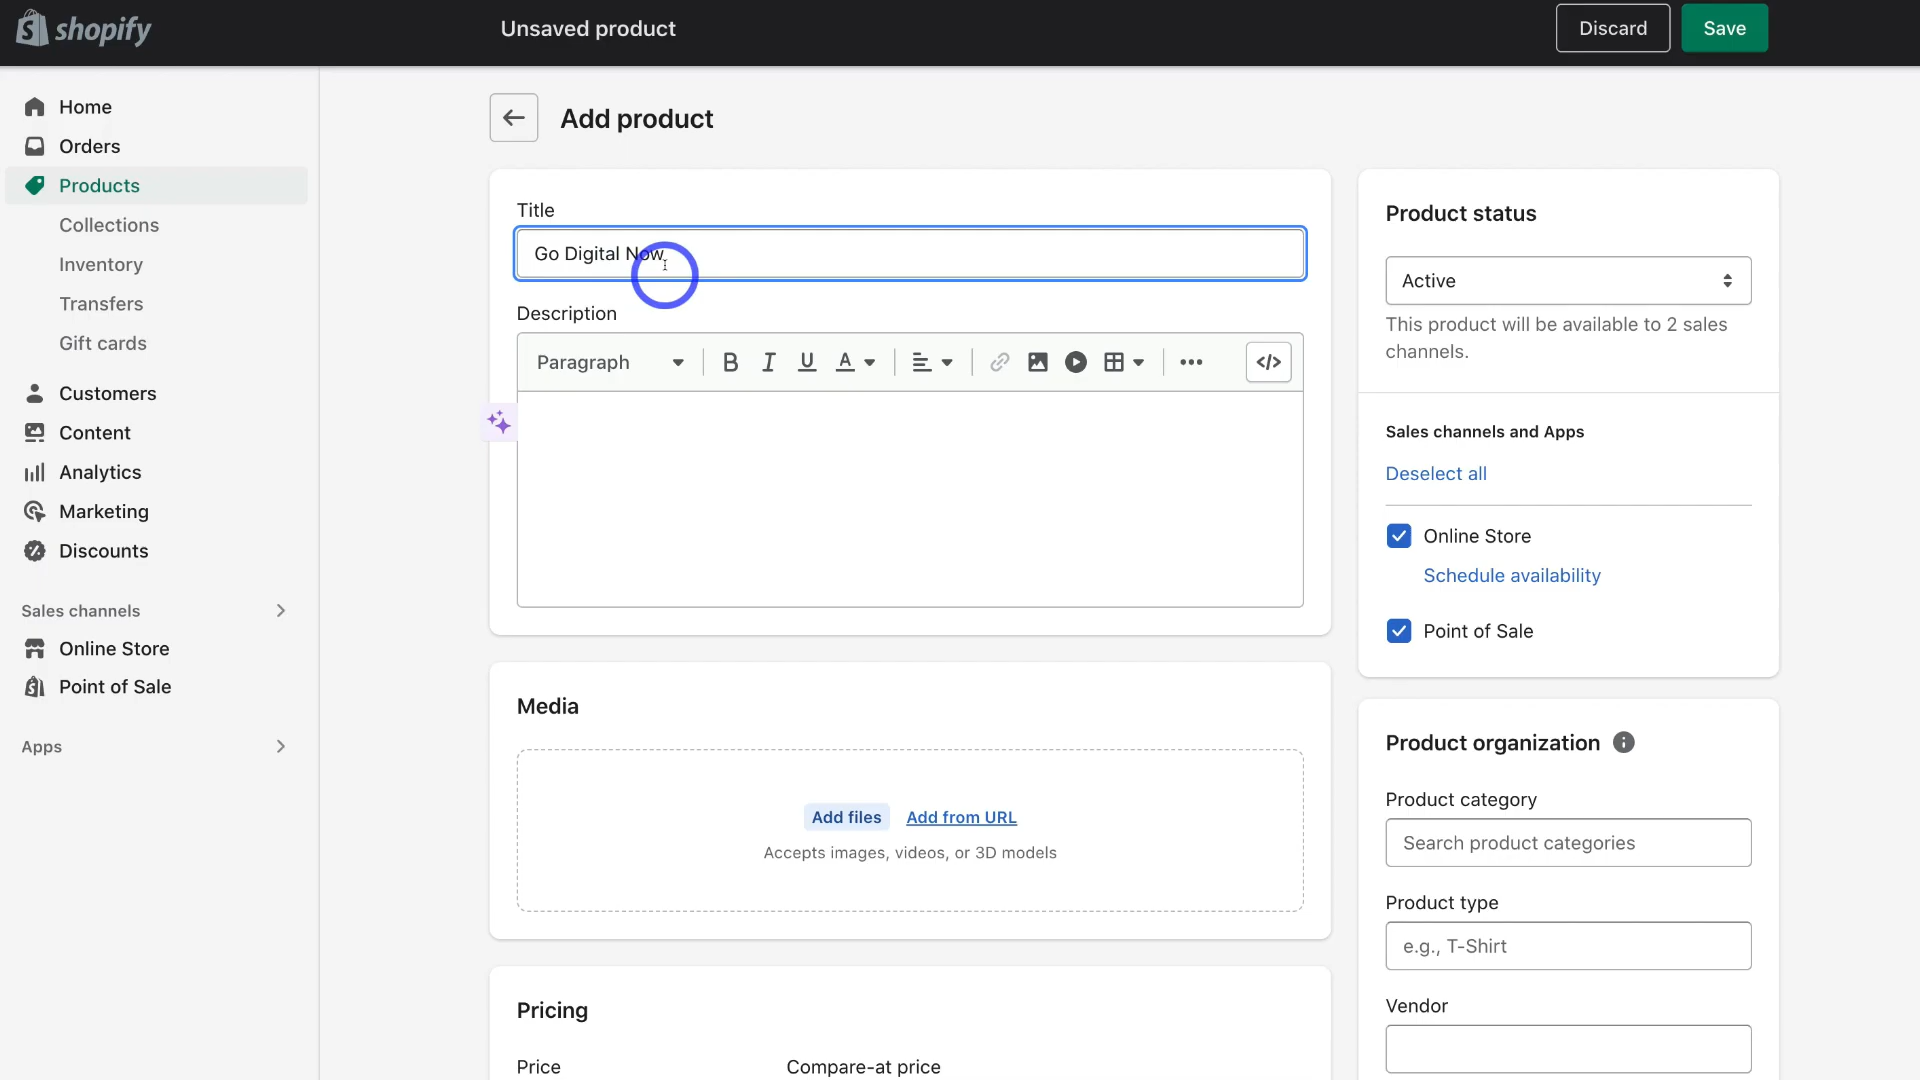 shopify
Unsaved product
Discard
Save
Home
Orders
Products
Collections
Inventory
Transfers
Gift cards
Customers
Content
Analytics
Marketing
Discounts
Sales channels
Online Store
Point of Sale
Apps
Add product
Title
Go Digital Now
Description
Paragraph
B I U A
</>
Media
Add files Add from URL
Accepts images, videos, or 3D models
Pricing
Price Compare-at price
Product status
Active
This product will be available to 2 sales
channels.
Sales channels and Apps
Deselect all
Online Store
Schedule availability
Point of Sale
Product organization
Product category
Search product categories
Product type
e.g., T-Shirt
Vendor